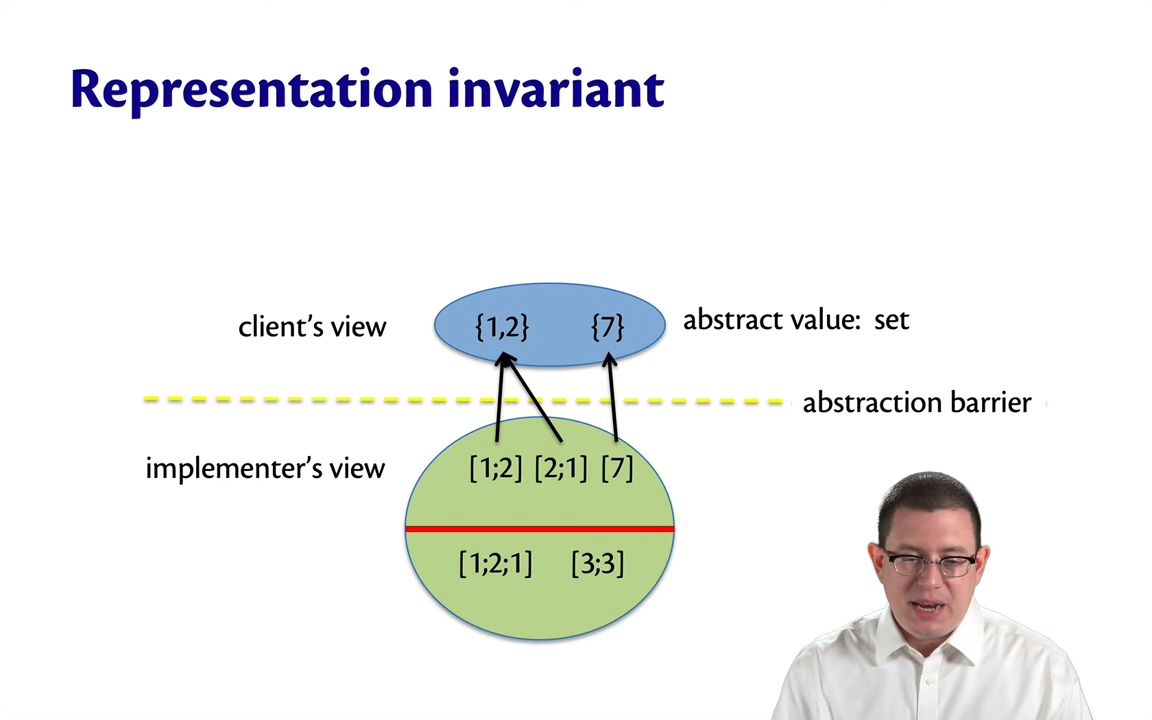 Representation invariant
client's view
{1,2}
{7}
abstract value: set
abstraction barrier
implementer's view
[1;2] [2;1] [7]
[1;2;1]
[3;3]